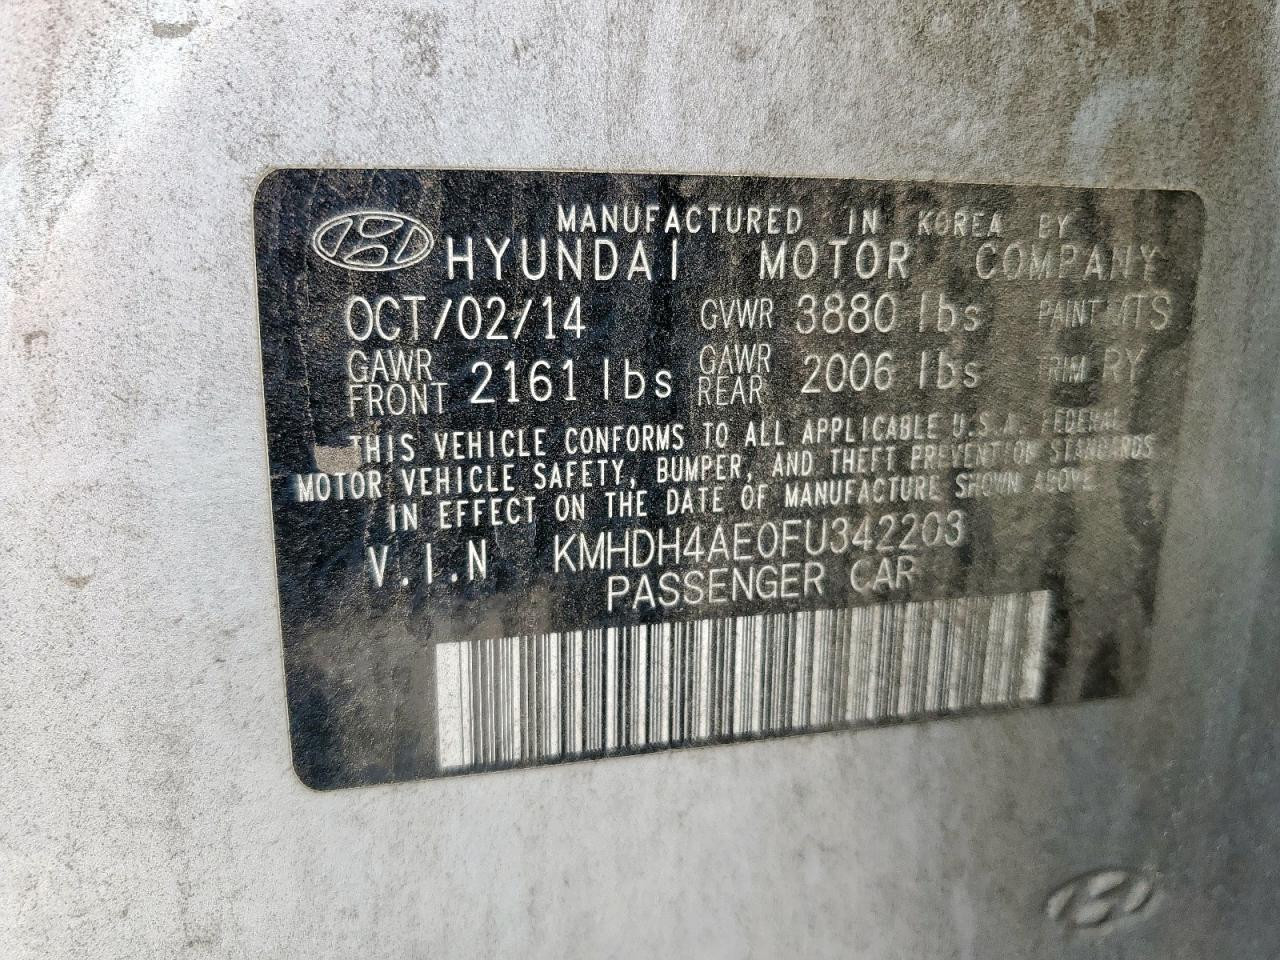 MANUFACTURED IN KOREA BY
HYUNDAI MOTOR COMPANY
OCT/02/14 GVWR 3880 lbs PAINT MTS
GAWR FRONT 2161 lbs GAWR REAR 2006 lbs TRIM RY
THIS VEHICLE CONFORMS TO ALL APPLICABLE U.S.A. FEDERAL
MOTOR VEHICLE SAFETY, BUMPER, AND THEFT PREVENTION STANDARDS
IN EFFECT ON THE DATE OF MANUFACTURE SHOWN ABOVE
V.I.N KMHDH4AE0FU342203
PASSENGER CAR